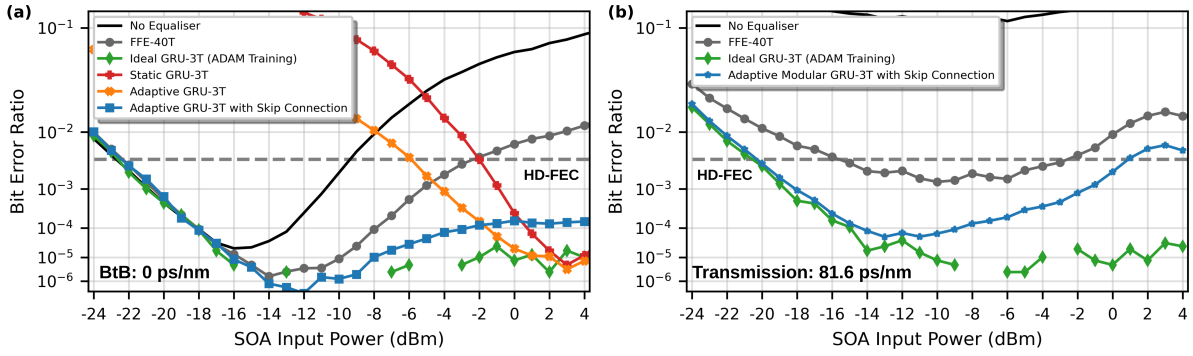 (a)
No Equaliser
FFE-40T
Ideal GRU-3T (ADAM Training)
Static GRU-3T
Adaptive GRU-3T
Adaptive GRU-3T with Skip Connection
10⁻¹
10⁻²
10⁻³
10⁻⁴
10⁻⁵
10⁻⁶
Bit Error Ratio
HD-FEC
BtB: 0 ps/nm
-24 -22 -20 -18 -16 -14 -12 -10 -8 -6 -4 -2 0 2 4
SOA Input Power (dBm)
(b)
No Equaliser
FFE-40T
Ideal GRU-3T (ADAM Training)
Adaptive Modular GRU-3T with Skip Connection
10⁻¹
10⁻²
10⁻³
10⁻⁴
10⁻⁵
10⁻⁶
Bit Error Ratio
HD-FEC
Transmission: 81.6 ps/nm
-24 -22 -20 -18 -16 -14 -12 -10 -8 -6 -4 -2 0 2 4
SOA Input Power (dBm)